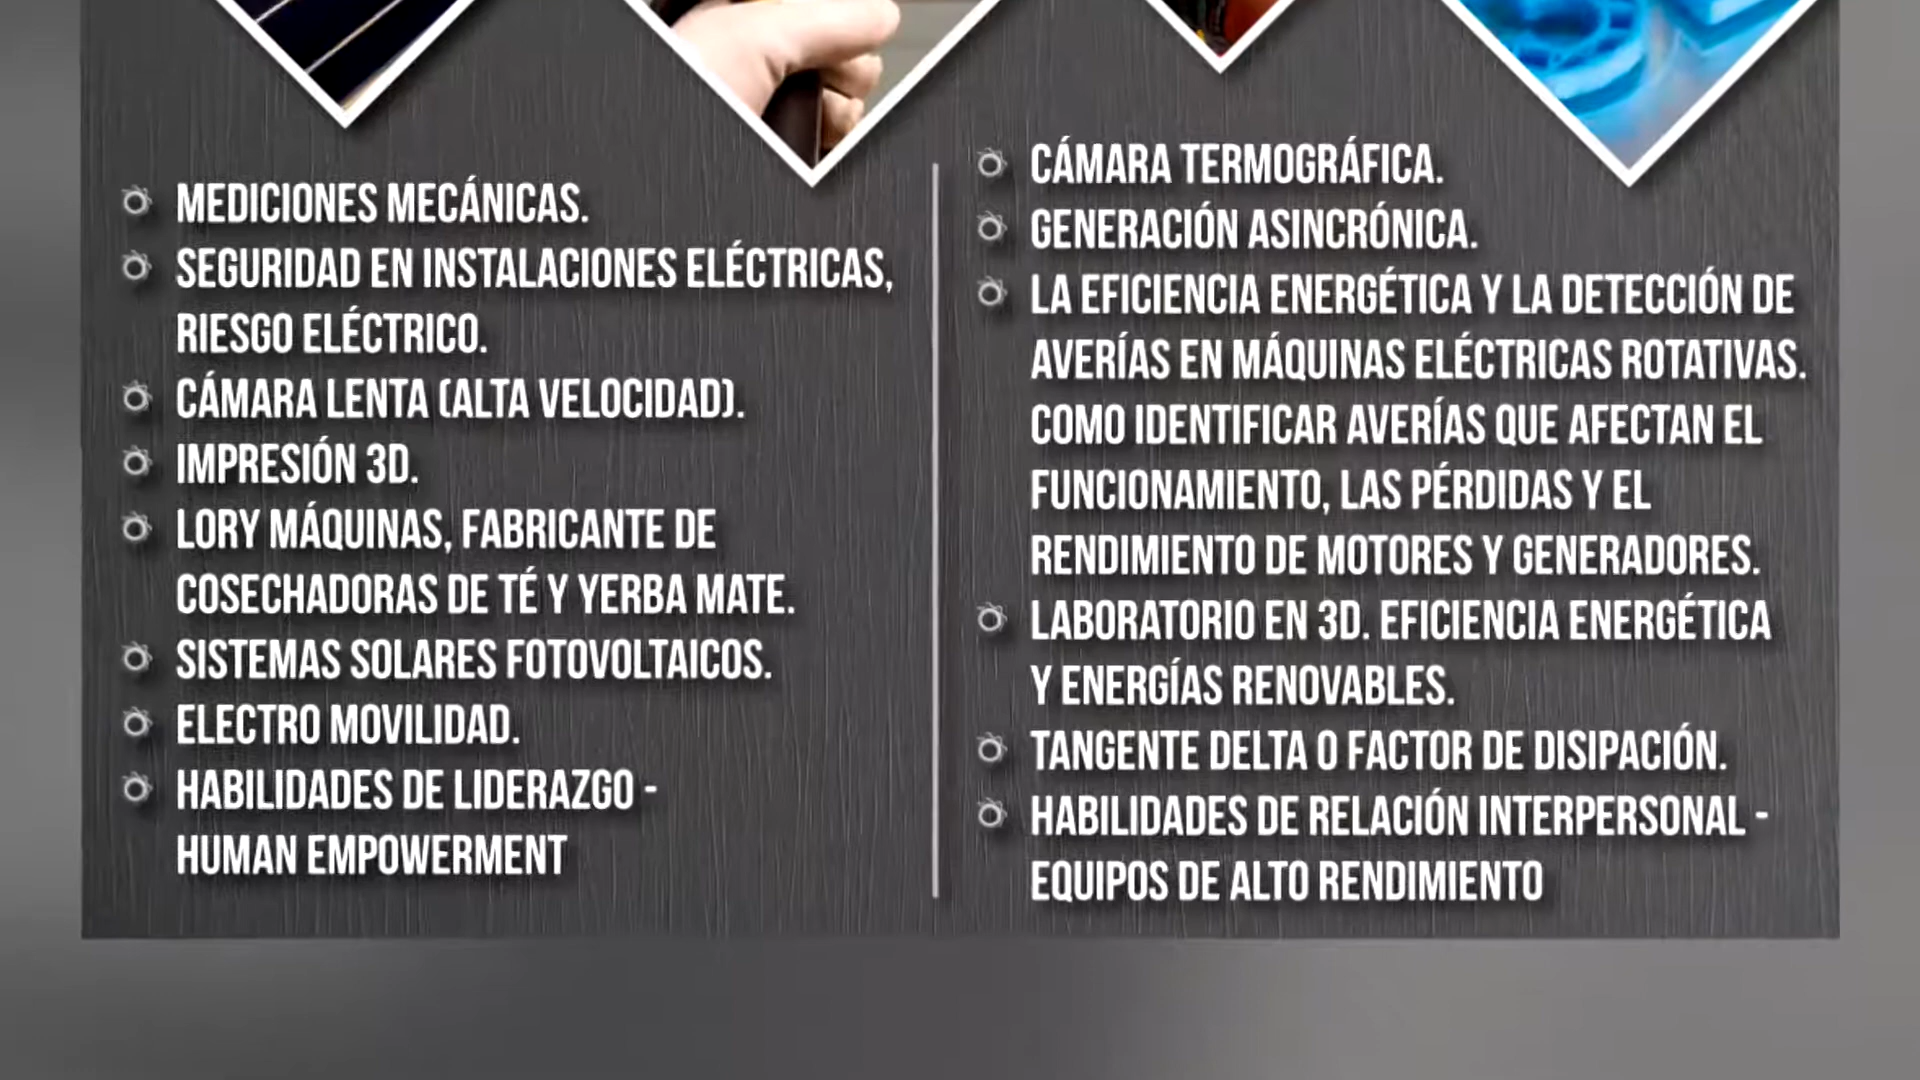 MEDICIONES MECÁNICAS.
SEGURIDAD EN INSTALACIONES ELÉCTRICAS,
RIESGO ELÉCTRICO.
CÁMARA LENTA (ALTA VELOCIDAD).
IMPRESIÓN 3D.
LORY MÁQUINAS, FABRICANTE DE
COSECHADORAS DE TÉ Y YERBA MATE.
SISTEMAS SOLARES FOTOVOLTAICOS.
ELECTRO MOVILIDAD.
HABILIDADES DE LIDERAZGO -
HUMAN EMPOWERMENT
CÁMARA TERMOGRÁFICA.
GENERACIÓN ASINCRÓNICA.
LA EFICIENCIA ENERGÉTICA Y LA DETECCIÓN DE
AVERÍAS EN MÁQUINAS ELÉCTRICAS ROTATIVAS.
COMO IDENTIFICAR AVERÍAS QUE AFECTAN EL
FUNCIONAMIENTO, LAS PÉRDIDAS Y EL
RENDIMIENTO DE MOTORES Y GENERADORES.
LABORATORIO EN 3D. EFICIENCIA ENERGÉTICA
Y ENERGÍAS RENOVABLES.
TANGENTE DELTA O FACTOR DE DISIPACIÓN.
HABILIDADES DE RELACIÓN INTERPERSONAL -
EQUIPOS DE ALTO RENDIMIENTO